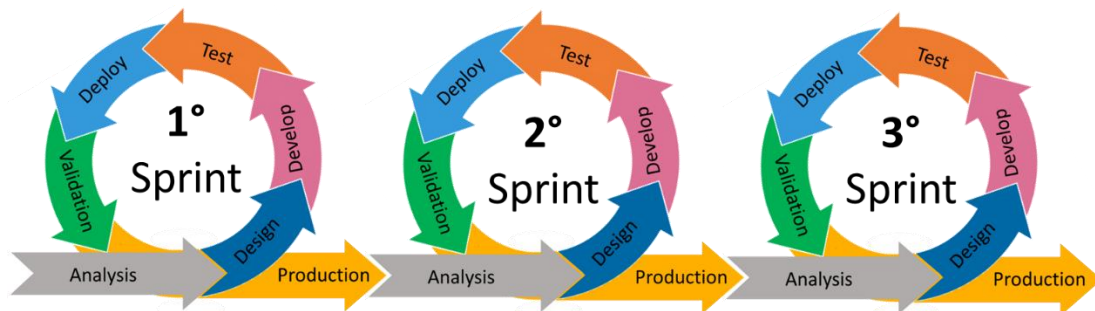 1°
Sprint
Analysis
Design
Develop
Test
Deploy
Validation
Production
2°
Sprint
Analysis
Design
Develop
Test
Deploy
Validation
Production
3°
Sprint
Analysis
Design
Develop
Test
Deploy
Validation
Production